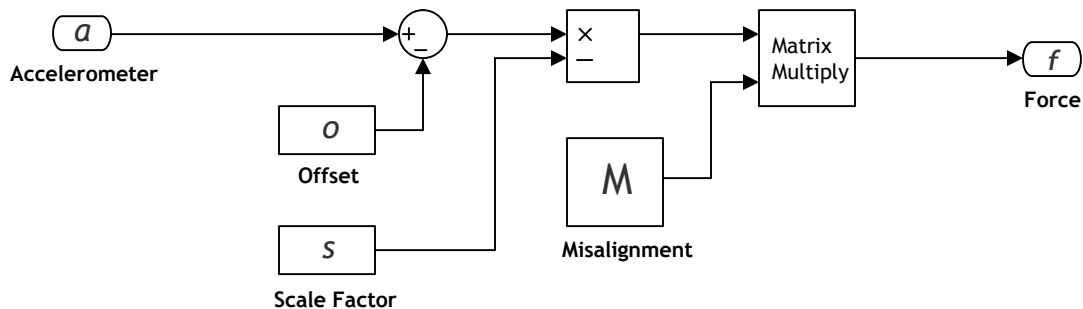 a
Accelerometer
+
−
O
Offset
S
Scale Factor
×
−
M
Misalignment
Matrix
Multiply
f
Force